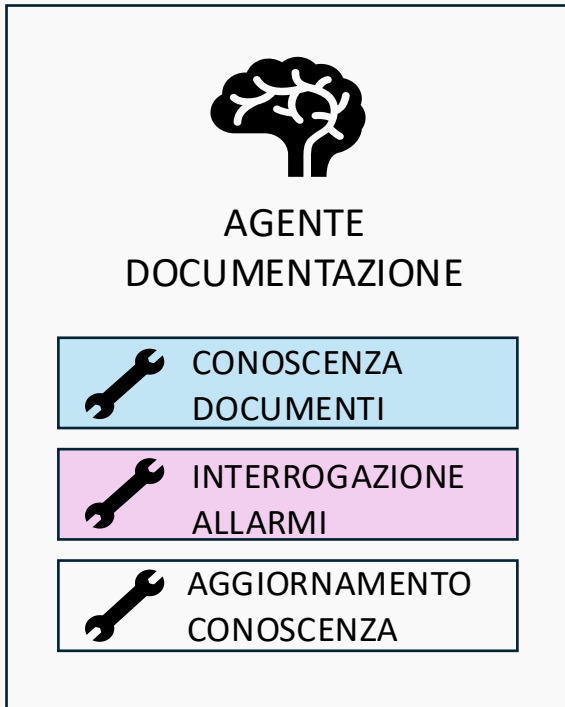 AGENTE
DOCUMENTAZIONE
CONOSCENZA
DOCUMENTI
INTERROGAZIONE
ALLARMI
AGGIORNAMENTO
CONOSCENZA